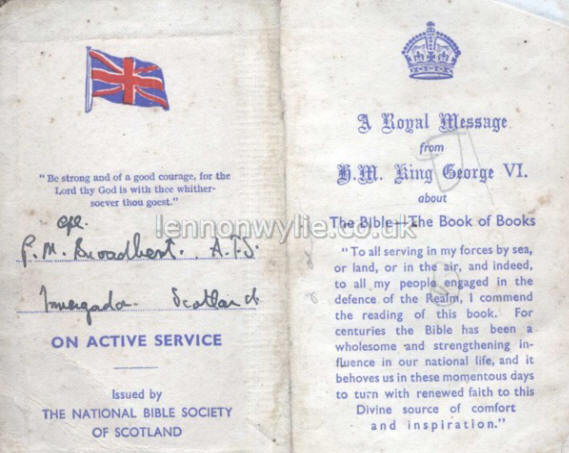 "Be strong and of a good courage, for the
Lord thy God is with thee whither-
soever thou goest."
cpl.
P. M. Broadbent. A.T.S.
Scotland
ON ACTIVE SERVICE
Issued by
THE NATIONAL BIBLE SOCIETY
OF SCOTLAND
A Royal Message
from
H.M. King George VI.
about
The Bible—The Book of Books
"To all serving in my forces by sea,
or land, or in the air, and indeed,
to all my people engaged in the
defence of the Realm, I commend
the reading of this book. For
centuries the Bible has been a
wholesome and strengthening in-
fluence in our national life, and it
behoves us in these momentous days
to turn with renewed faith to this
Divine source of comfort
and inspiration."
lennonwylie.co.uk